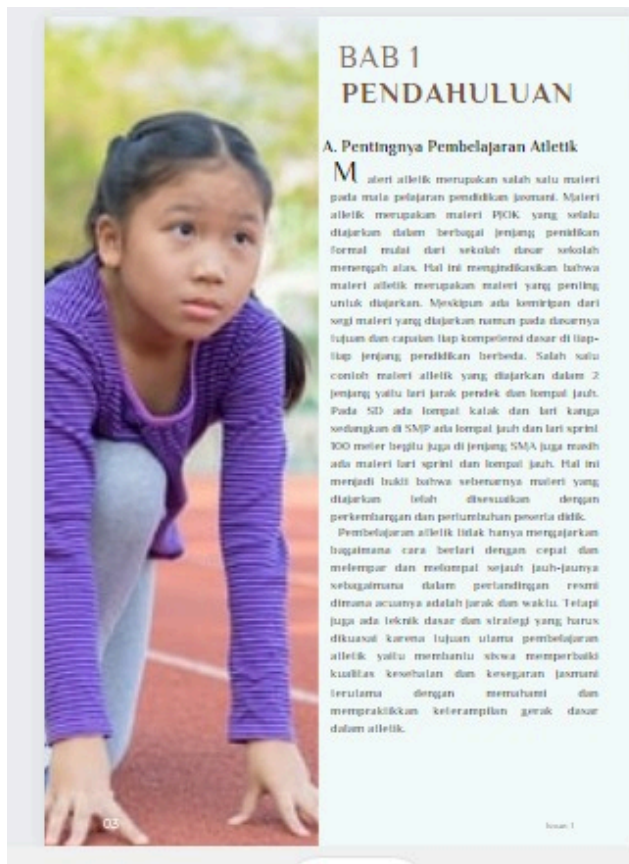 BAB 1
PENDAHULUAN
A. Pentingnya Pembelajaran Atletik
Materi atletik merupakan salah satu materi
pada mata pelajaran pendidikan jasmani. Materi
atletik merupakan materi PJOK yang selalu
diajarkan dalam berbagai jenjang penidikan
formal mulai dari sekolah dasar sekolah
menengah atas. Hal ini mengindikasikan bahwa
materi atletik merupakan materi yang penting
untuk diajarkan. Meskipun ada kemiripan dari
segi materi yang diajarkan namun pada dasarnya
tujuan dan capaian tiap kompetensi dasar di tiap-
tiap jenjang pendidikan berbeda. Salah satu
contoh materi atletik yang diajarkan dalam 2
jenjang yaitu lari jarak pendek dan lompat jauh.
Pada SD ada lompat katak dan lari kanga
sedangkan di SMP ada lompat jauh dan lari sprint
100 meter begitu juga di jenjang SMA juga masih
ada materi lari sprint dan lompat jauh. Hal ini
menjadi bukti bahwa sebenarnya materi yang
diajarkan telah disesuaikan dengan
perkembangan dan pertumbuhan peserta didik.
Pembelajaran atletik tidak hanya mengajarkan
bagaimana cara berlari dengan cepat dan
melempar dan melompat sejauh jauh-jaunya
sebagaimana dalam pertandingan resmi
dimana acuanya adalah jarak dan waktu. Tetapi
juga ada teknik dasar dan strategi yang harus
dikuasai karena tujuan utama pembelajaran
atletik yaitu membantu siswa memperbaiki
kualitas kesehatan dan kesegaran jasmani
terutama dengan memahami dan
mempraktikkan keterampilan gerak dasar
dalam atletik.
03
Issue 1